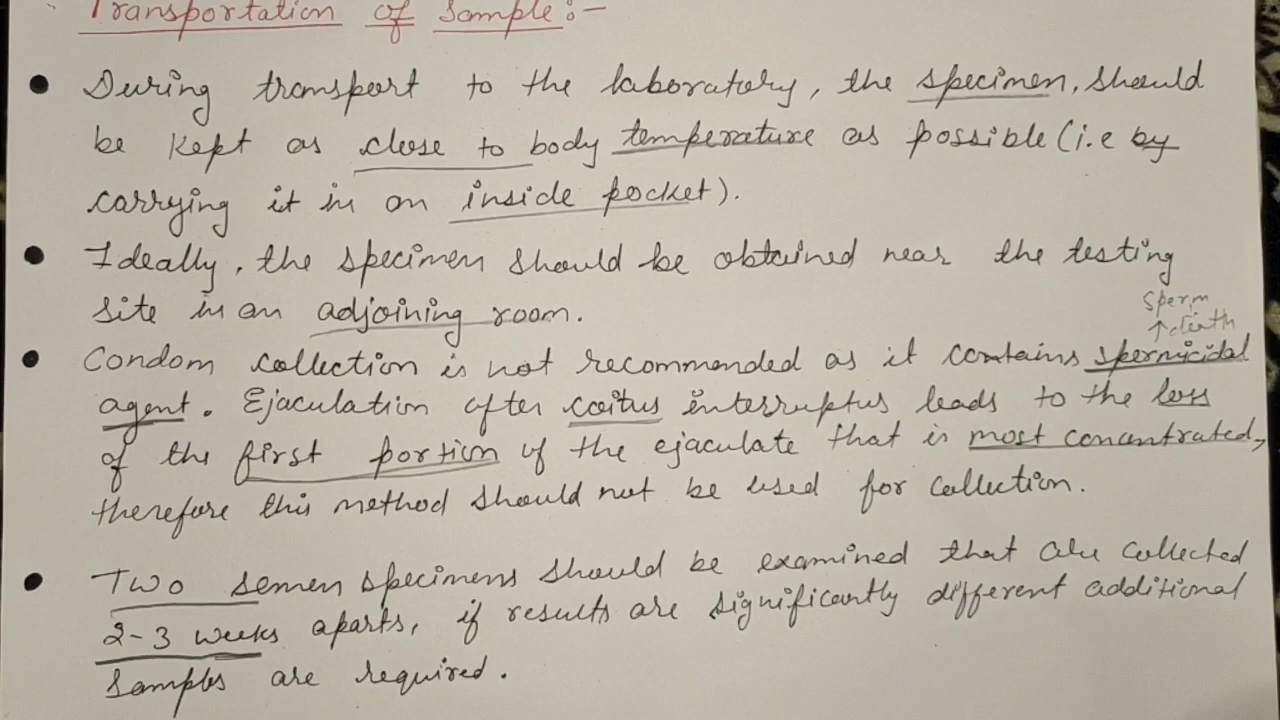 Transportation of Sample:-
• During transport to the laboratory, the specimen, should
be kept as close to body temperature as possible (i.e by
carrying it in an inside pocket).
• Ideally, the specimen should be obtained near the testing
site in an adjoining room.
Sperm
↑ death
• Condom collection is not recommended as it contains spermicidal
agent. Ejaculation after coitus interruptus leads to the loss
of the first portion of the ejaculate that is most concentrated,
therefore this method should not be used for collection.
• Two semen specimens should be examined that are collected
2-3 weeks aparts, if results are significantly different additional
samples are required.